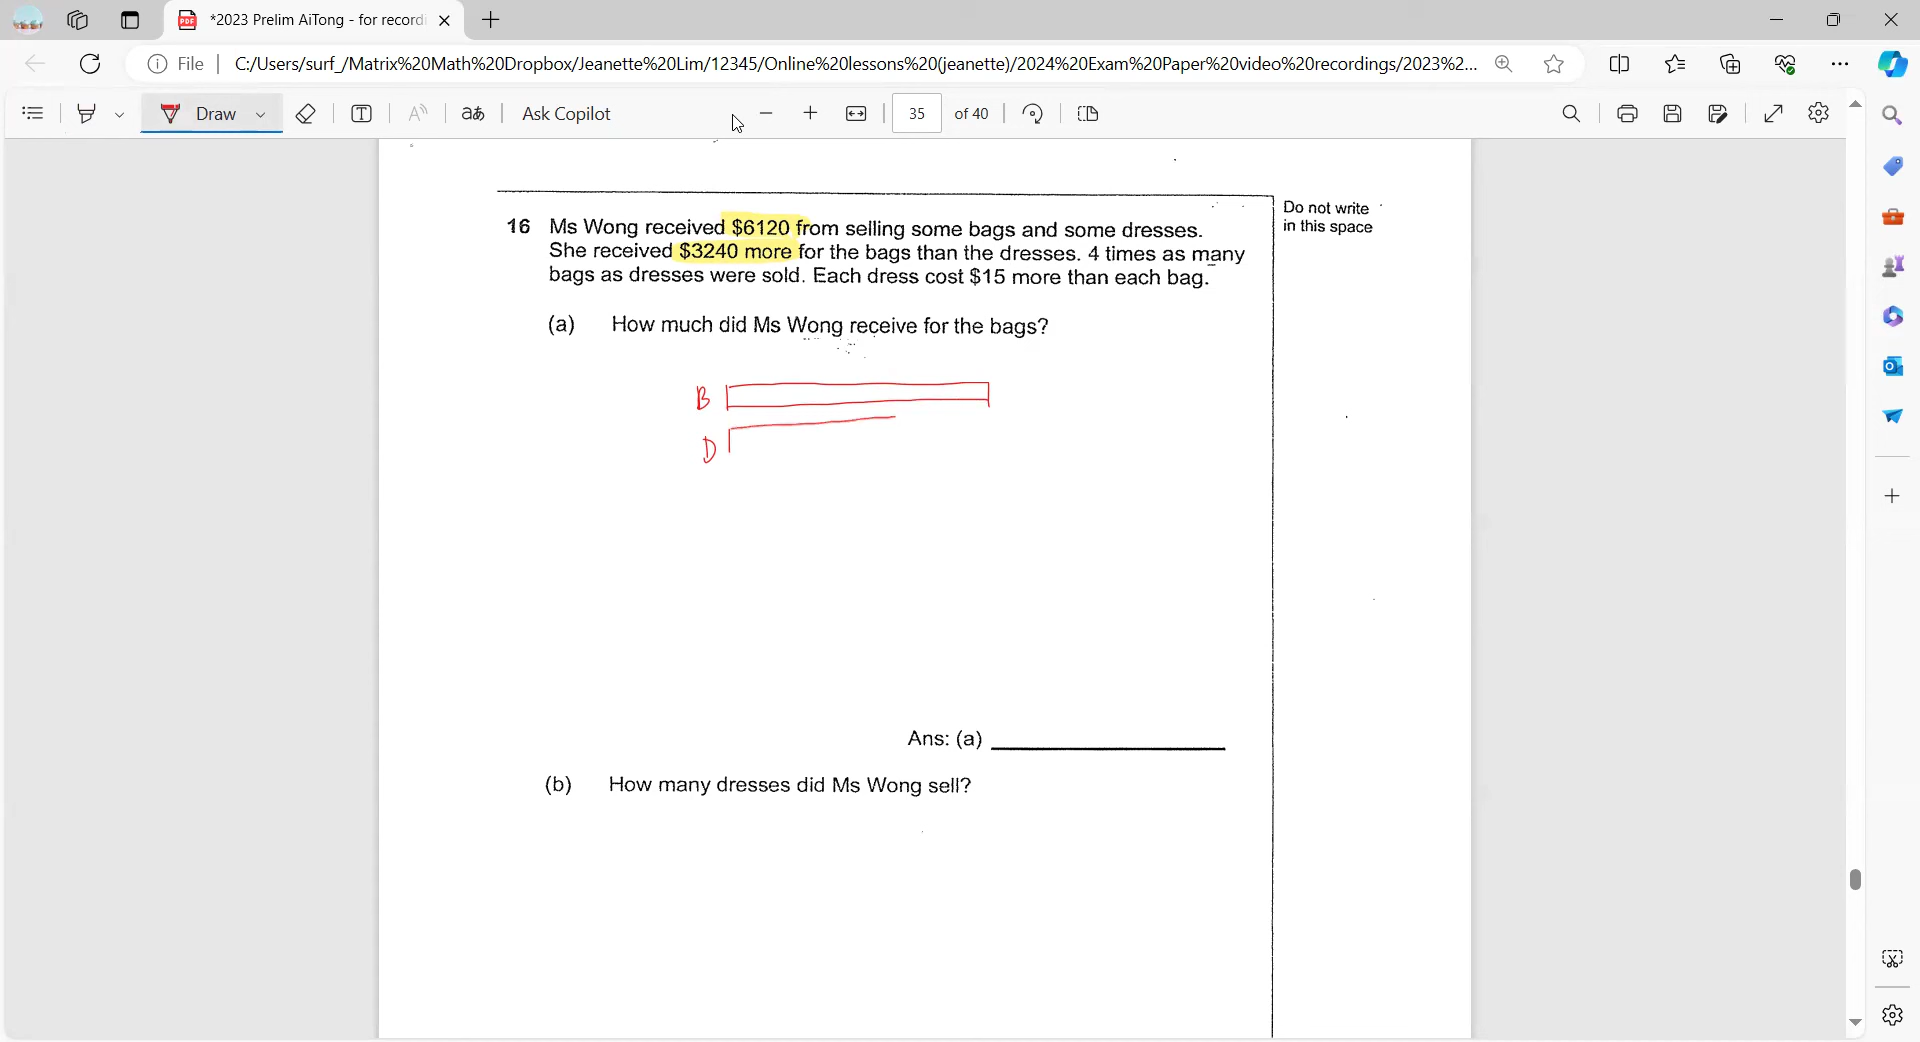 *2023 Prelim AiTong - for recordi
File
C:/Users/surf_/Matrix%20Math%20Dropbox/Jeanette%20Lim/12345/Online%20lessons%20(jeanette)/2024%20Exam%20Paper%20video%20recordings/2023%2...
Draw
Ask Copilot
35
of 40
Do not write
in this space
16 Ms Wong received $6120 from selling some bags and some dresses.
She received $3240 more for the bags than the dresses. 4 times as many
bags as dresses were sold. Each dress cost $15 more than each bag.
(a) How much did Ms Wong receive for the bags?
B
D
Ans: (a)
(b) How many dresses did Ms Wong sell?